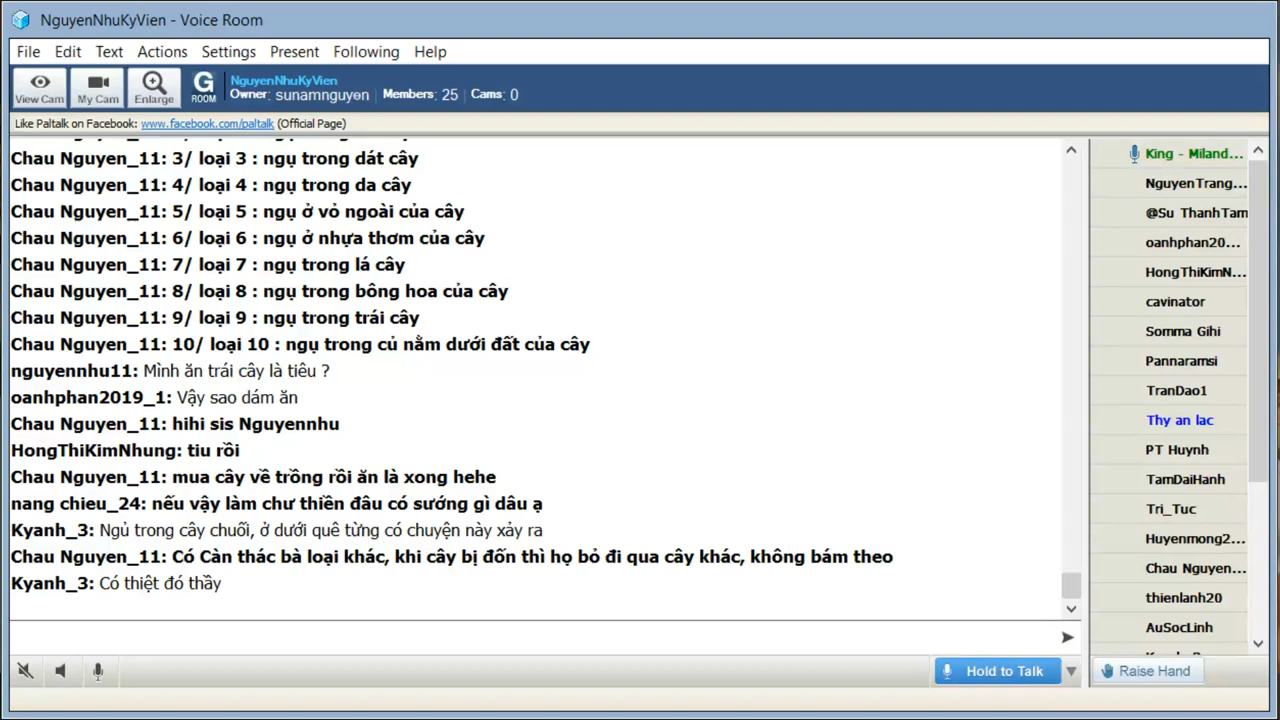 NguyenNhuKyVien - Voice Room
File Edit Text Actions Settings Present Following Help
View Cam My Cam Enlarge G ROOM
NguyenNhuKyVien
Owner: sunamnguyen Members: 25 Cams: 0
Like Paltalk on Facebook: www.facebook.com/paltalk (Official Page)
Chau Nguyen_11: 3/ loại 3 : ngụ trong dát cây
Chau Nguyen_11: 4/ loại 4 : ngụ trong da cây
Chau Nguyen_11: 5/ loại 5 : ngụ ở vỏ ngoài của cây
Chau Nguyen_11: 6/ loại 6 : ngụ ở nhựa thơm của cây
Chau Nguyen_11: 7/ loại 7 : ngụ trong lá cây
Chau Nguyen_11: 8/ loại 8 : ngụ trong bông hoa của cây
Chau Nguyen_11: 9/ loại 9 : ngụ trong trái cây
Chau Nguyen_11: 10/ loại 10 : ngụ trong củ nằm dưới đất của cây
nguyennhu11: Mình ăn trái cây là tiêu ?
oanhphan2019_1: Vậy sao dám ăn
Chau Nguyen_11: hihi sis Nguyennhu
HongThiKimNhung: tiu rồi
Chau Nguyen_11: mua cây về trồng rồi ăn là xong hehe
nang chieu_24: nếu vậy làm chư thiền đâu có sướng gì dâu ạ
Kyanh_3: Ngủ trong cây chuối, ở dưới quê từng có chuyện này xảy ra
Chau Nguyen_11: Có Càn thác bà loại khác, khi cây bị đốn thì họ bỏ đi qua cây khác, không bám theo
Kyanh_3: Có thiệt đó thầy
King - Miland...
NguyenTrang...
@Su ThanhTam
oanhphan20...
HongThiKimN...
cavinator
Somma Gihi
Pannaramsi
TranDao1
Thy an lac
PT Huynh
TamDaiHanh
Tri_Tuc
Huyenmong2...
Chau Nguyen...
thienlanh20
AuSocLinh
Hold to Talk
Raise Hand